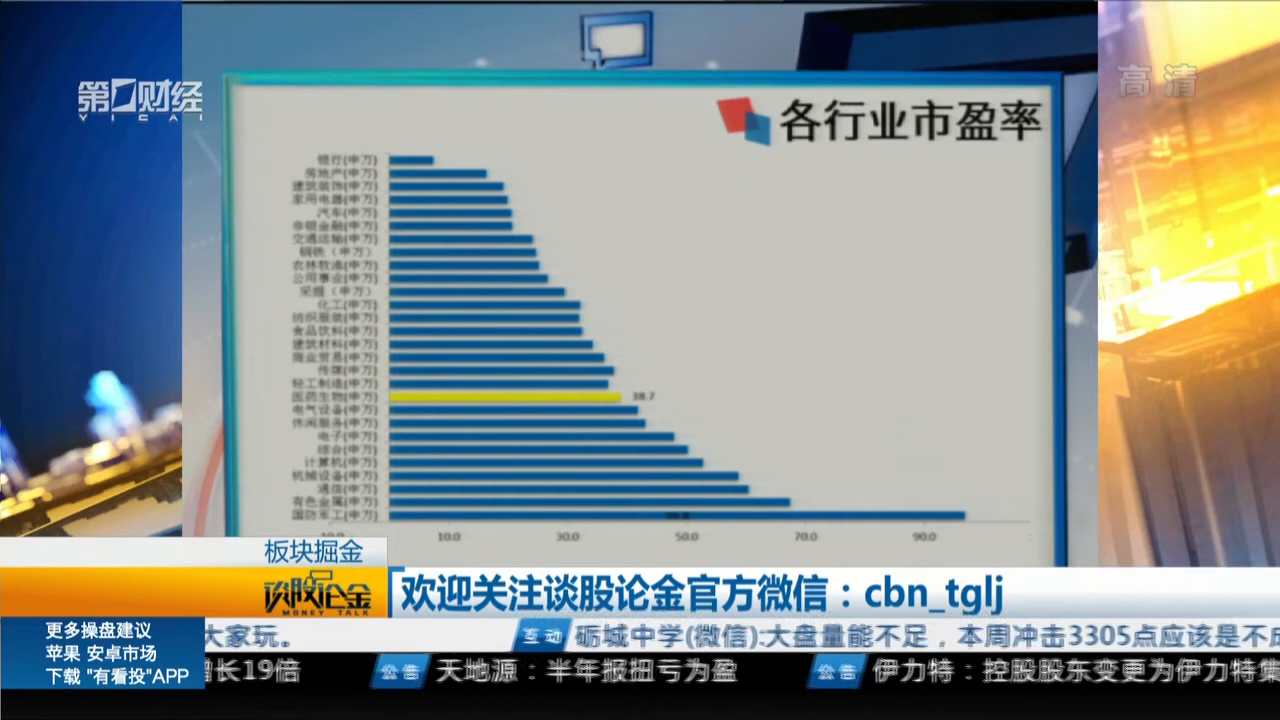 第一财经
YICAI
高清
各行业市盈率
银行(申万)
房地产(申万)
建筑装饰(申万)
家用电器(申万)
汽车(申万)
非银金融(申万)
交通运输(申万)
钢铁（申万）
农林牧渔(申万)
公用事业(申万)
采掘（申万）
化工(申万)
纺织服装(申万)
食品饮料(申万)
建筑材料(申万)
商业贸易(申万)
传媒(申万)
轻工制造(申万)
医药生物(申万) 38.7
电气设备(申万)
休闲服务(申万)
电子(申万)
综合(申万)
计算机(申万)
机械设备(申万)
通信(申万)
有色金属(申万)
国防军工(申万)
10.0 30.0 50.0 70.0 90.0
板块掘金
谈股论金
MONEY TALK
欢迎关注谈股论金官方微信：cbn_tglj
更多操盘建议
苹果 安卓市场
下载 "有看投"APP
大家玩。 互动 砺城中学(微信):大盘量能不足，本周冲击3305点应该是不
增长19倍 公告 天地源：半年报扭亏为盈 公告 伊力特：控股股东变更为伊力特集